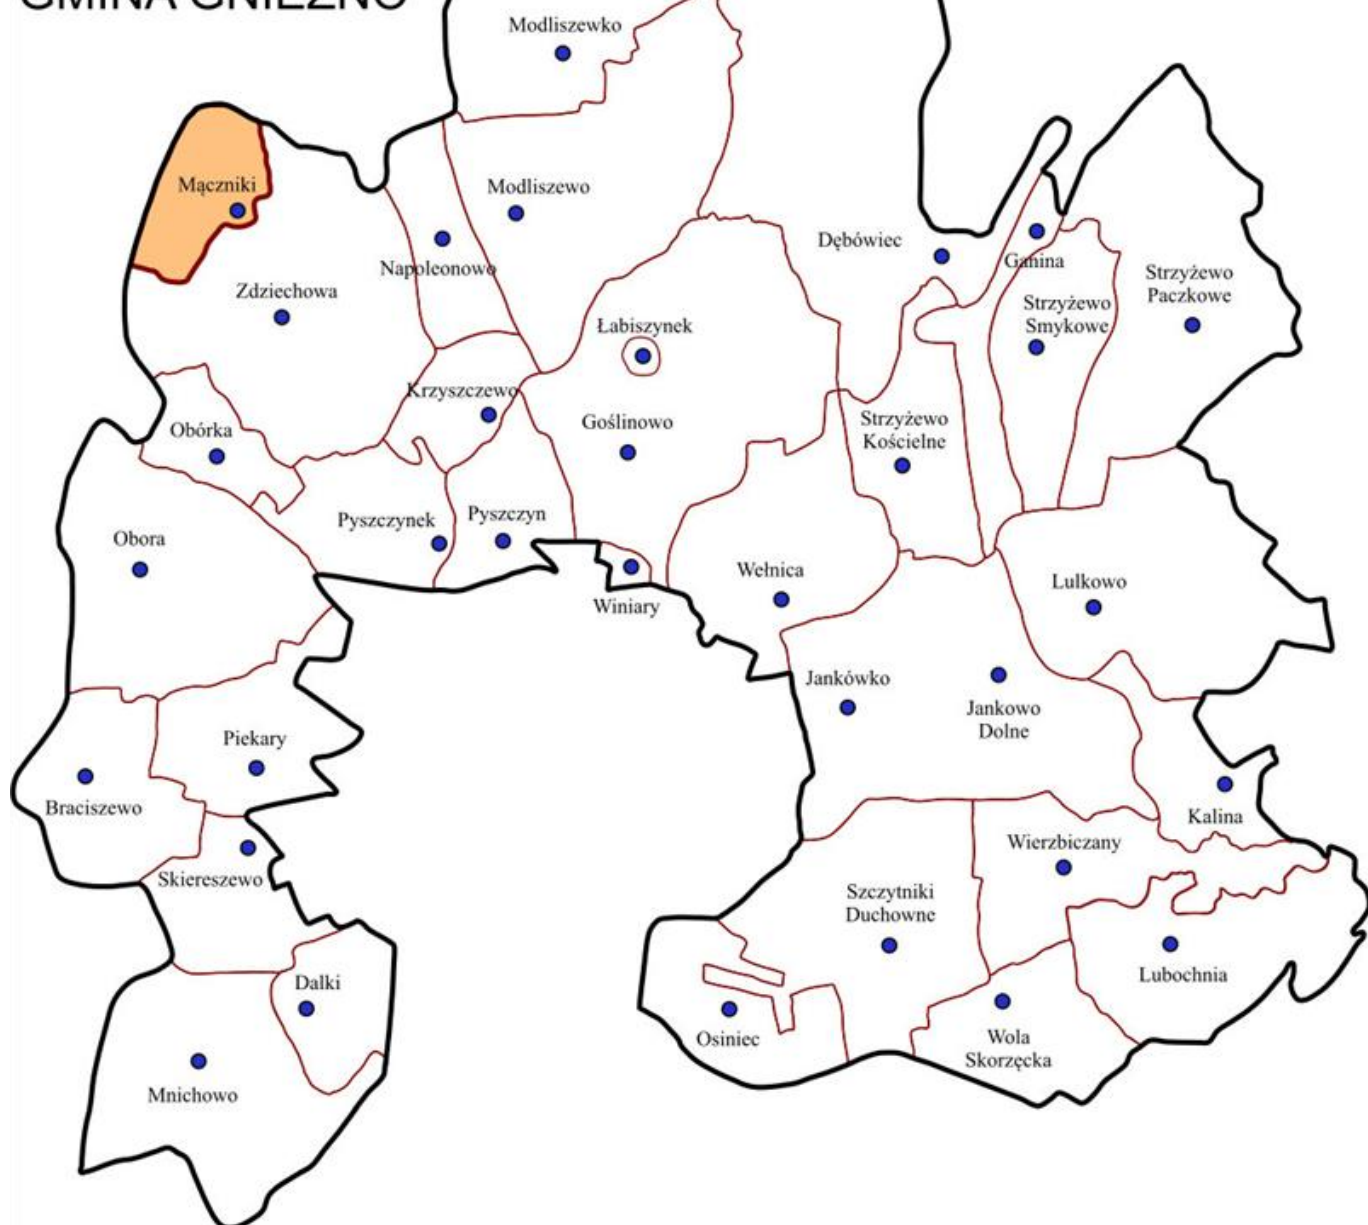 GMINA GNIEZNO
Modliszewko
Mączniki
Modliszewo
Dębówiec
Napoleonowo
Ganina
Zdziechowa
Strzyżewo
Paczkowe
Strzyżewo
Smykowe
Łabiszynek
Krzyszczewo
Goślinowo
Strzyżewo
Kościelne
Obórka
Pyszczynek
Pyszczyn
Obora
Wełnica
Lulkowo
Winiary
Jankówko
Jankowo
Dolne
Piekary
Braciszewo
Kalina
Wierzbiczany
Skiereszewo
Szczytniki
Duchowne
Lubochnia
Dalki
Osiniec
Wola
Skorzęcka
Mnichowo